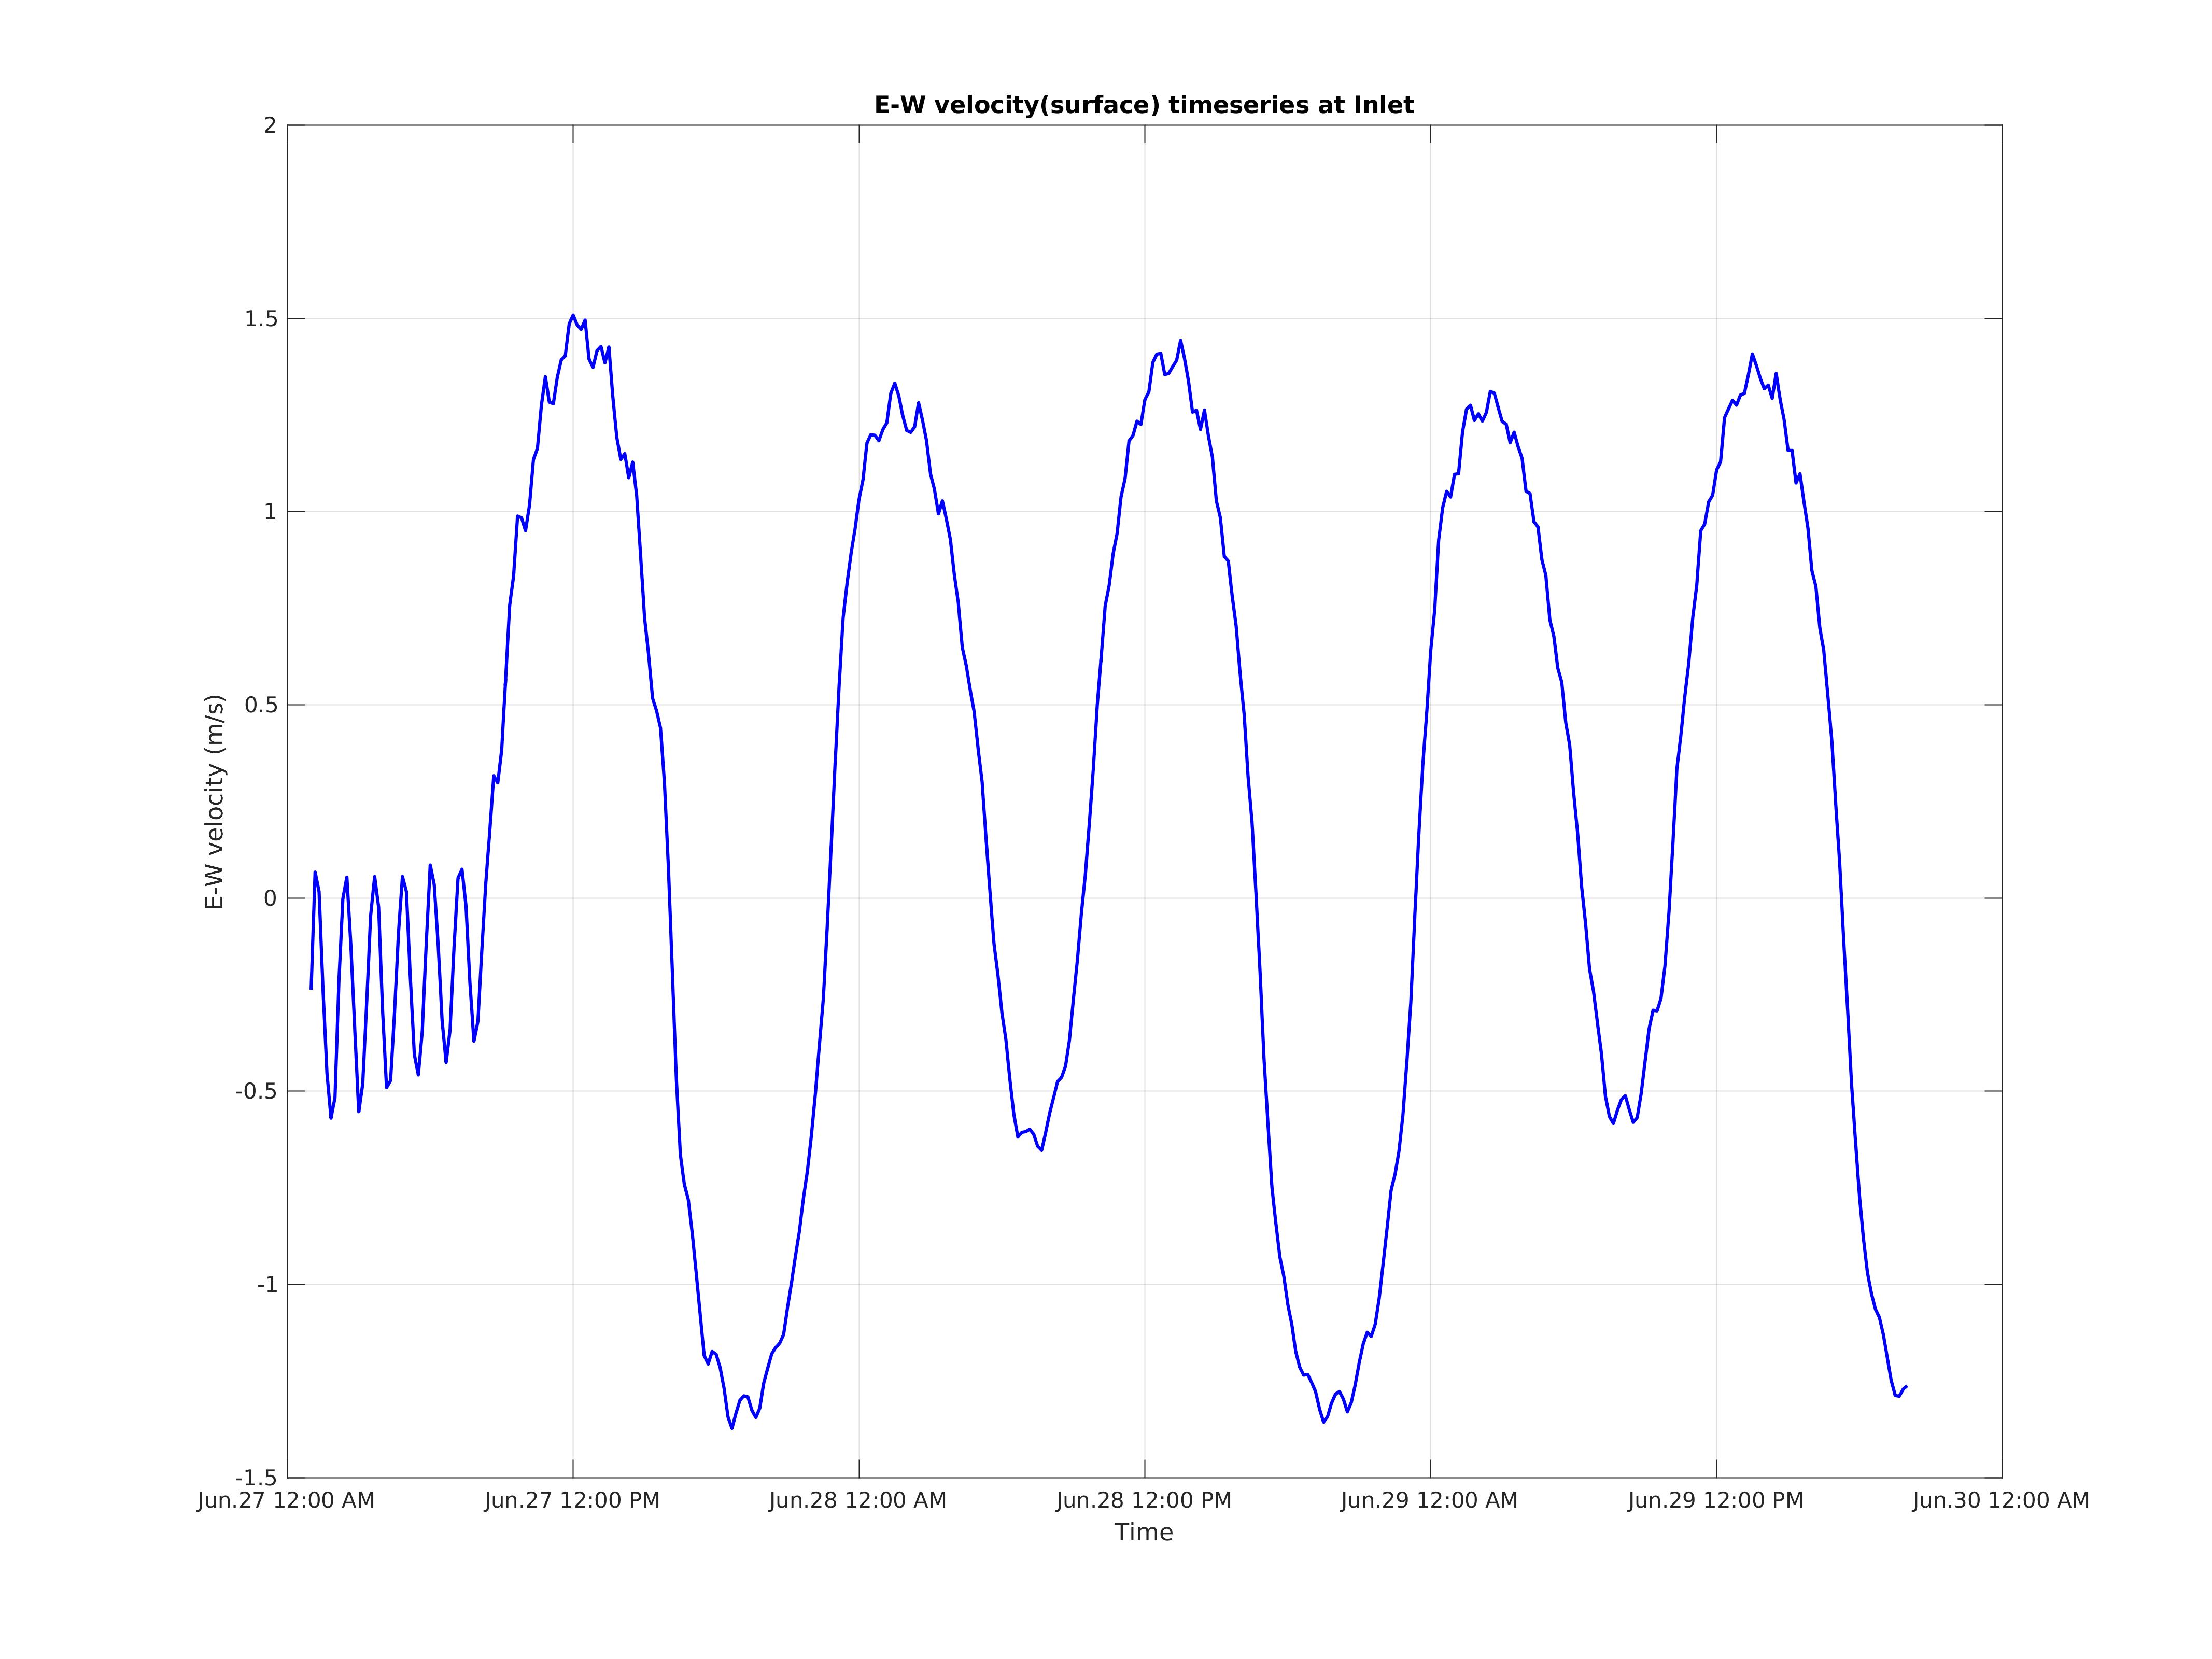 E-W velocity(surface) timeseries at Inlet
2
1.5
1
0.5
0
-0.5
-1
-1.5
E-W velocity (m/s)
Jun.27 12:00 AM Jun.27 12:00 PM Jun.28 12:00 AM Jun.28 12:00 PM Jun.29 12:00 AM Jun.29 12:00 PM Jun.30 12:00 AM
Time